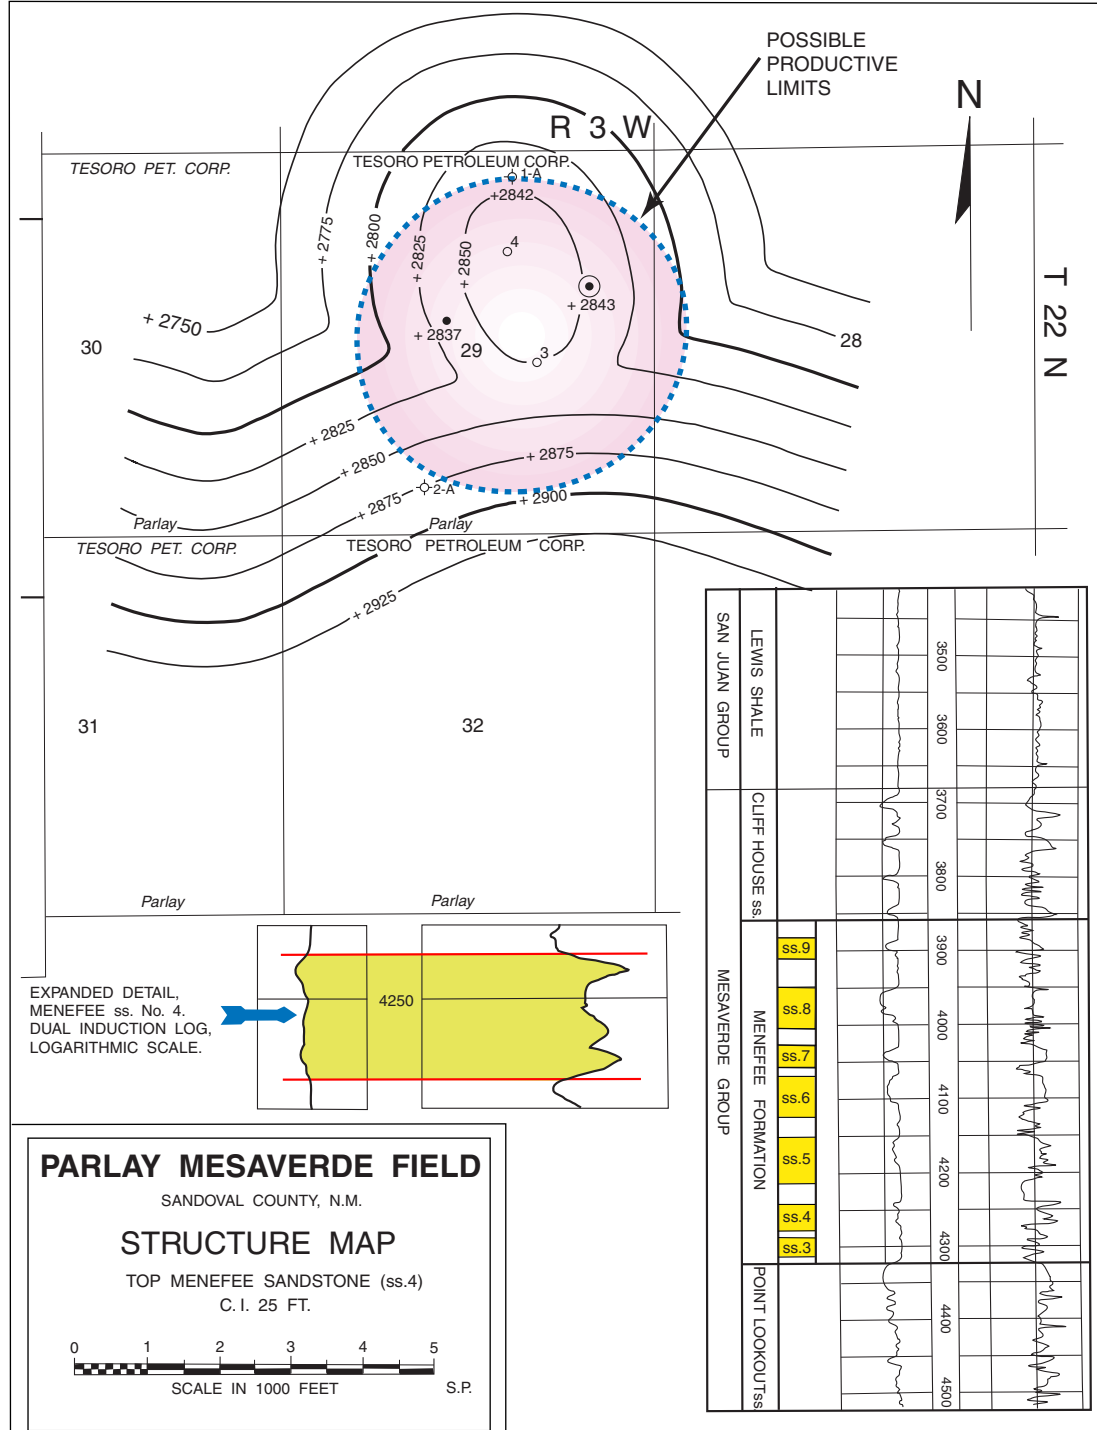 POSSIBLE
PRODUCTIVE
LIMITS
N
R 3 W
T 22 N
TESORO PET. CORP.
TESORO PETROLEUM CORP.
1-A
+2842
+ 2775
+ 2800
+ 2825
+ 2850
4
+ 2843
+ 2837
29
3
+ 2750
30
28
+ 2825
+ 2850
+ 2875
+ 2875
2-A
+ 2900
Parlay
Parlay
TESORO PET. CORP.
TESORO PETROLEUM CORP.
+ 2925
31
32
Parlay
Parlay
EXPANDED DETAIL,
MENEFEE ss. No. 4.
DUAL INDUCTION LOG,
LOGARITHMIC SCALE.
4250
SAN JUAN GROUP
MESAVERDE GROUP
LEWIS SHALE
CLIFF HOUSE ss.
MENEFEE FORMATION
POINT LOOKOUT ss.
ss.9
ss.8
ss.7
ss.6
ss.5
ss.4
ss.3
3500
3600
3700
3800
3900
4000
4100
4200
4300
4400
4500
PARLAY MESAVERDE FIELD
SANDOVAL COUNTY, N.M.
STRUCTURE MAP
TOP MENEFEE SANDSTONE (ss.4)
C. I. 25 FT.
0 1 2 3 4 5
SCALE IN 1000 FEET
S.P.